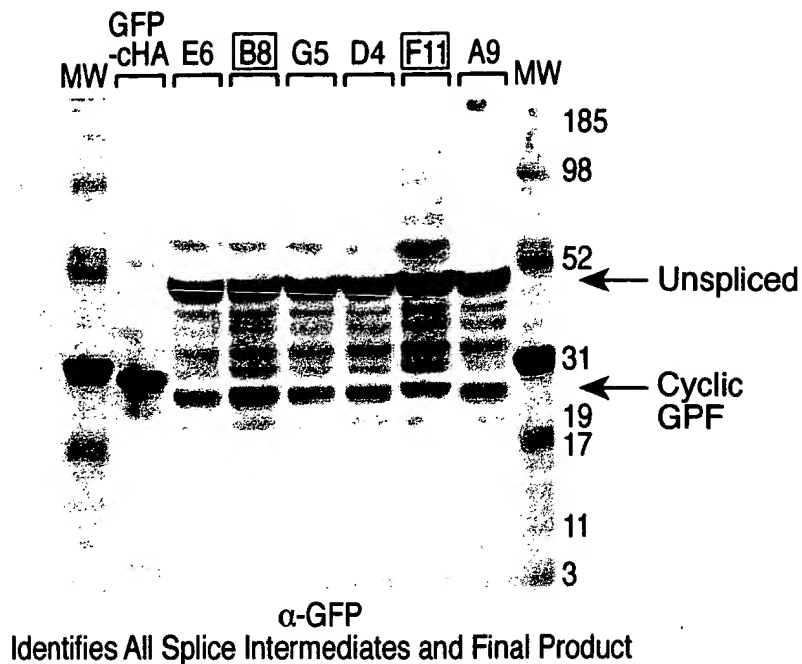 GFP
-cHA
MW E6 B8 G5 D4 F11 A9 MW
185
98
52
Unspliced
31
Cyclic
GPF
19
17
11
3
α-GFP
Identifies All Splice Intermediates and Final Product